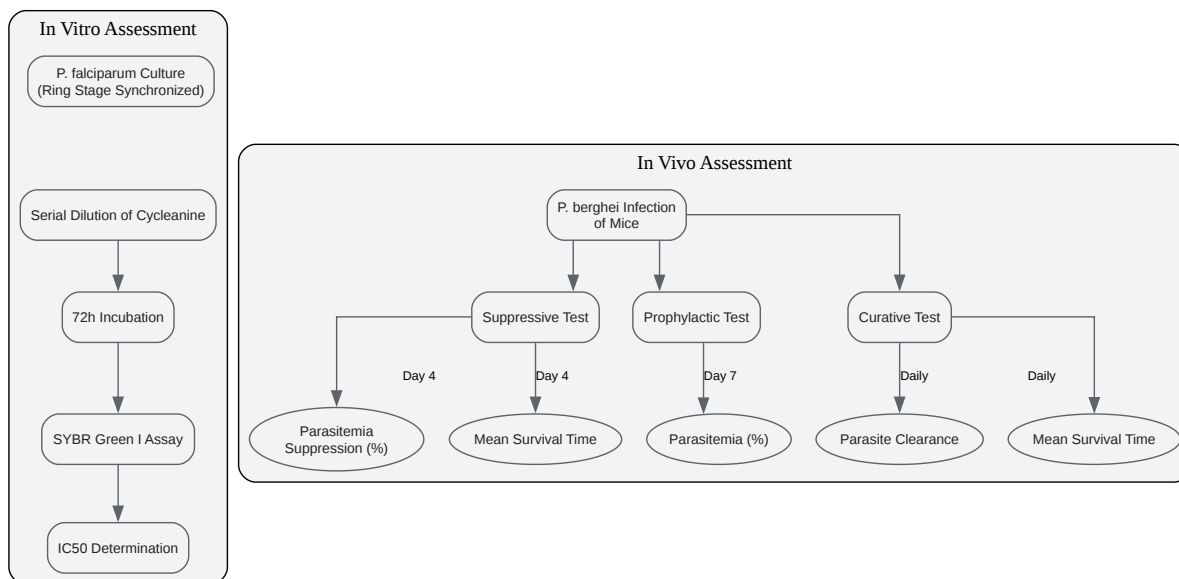 In Vitro Assessment
P. falciparum Culture
(Ring Stage Synchronized)
Serial Dilution of Cycleanine
72h Incubation
SYBR Green I Assay
IC50 Determination
In Vivo Assessment
P. berghei Infection
of Mice
Suppressive Test
Prophylactic Test
Curative Test
Day 4
Day 4
Day 7
Daily
Daily
Parasitemia
Suppression (%)
Mean Survival Time
Parasitemia (%)
Parasite Clearance
Mean Survival Time